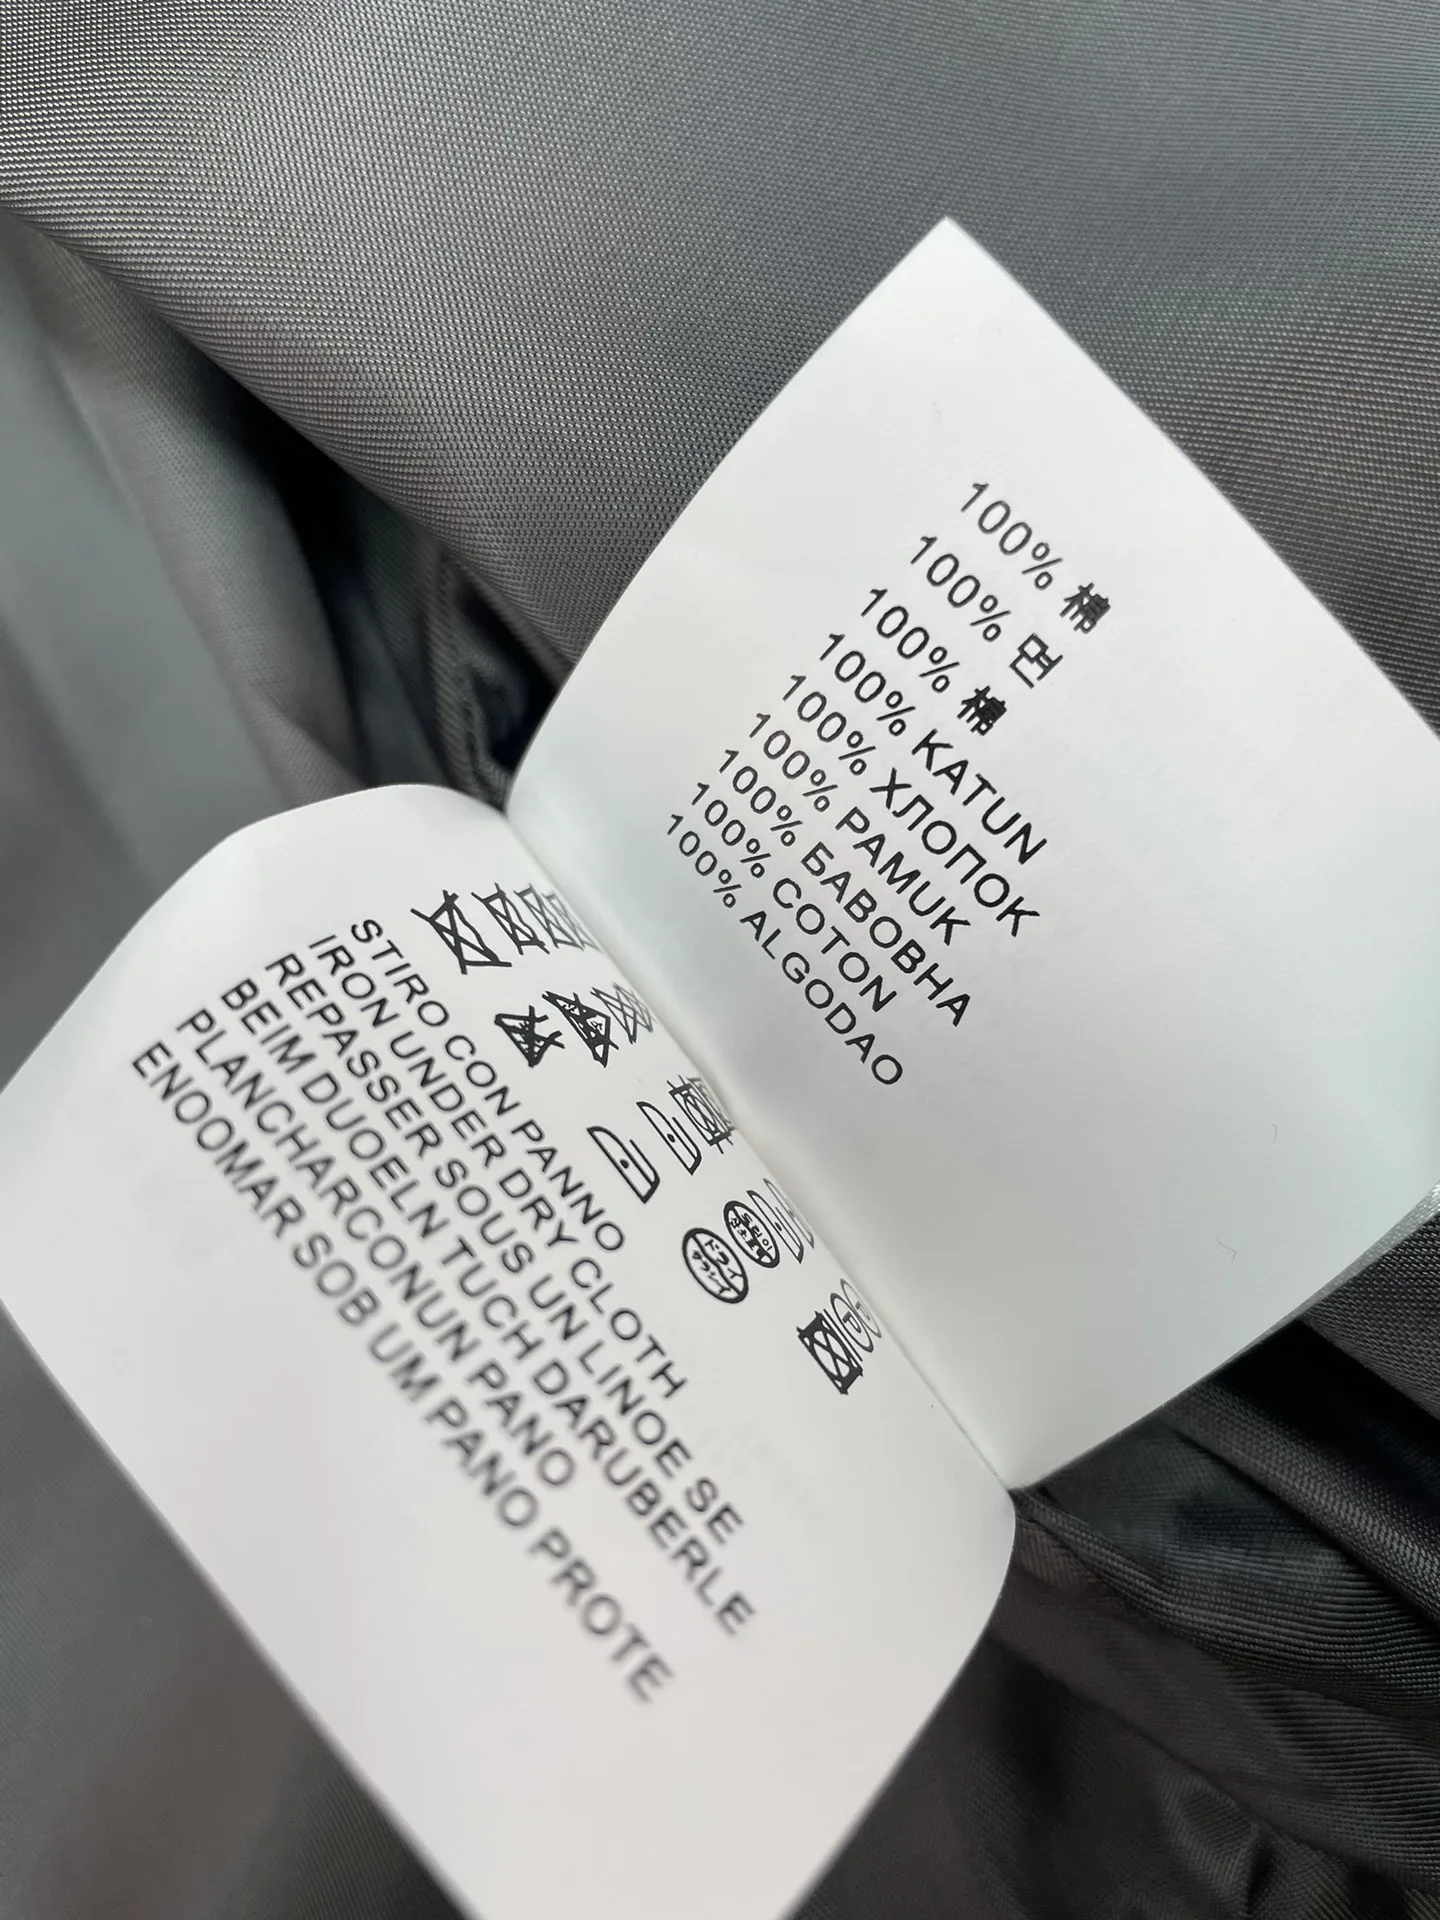 100% 棉
100% 면
100% 棉
100% KATUN
100% ХЛОПОК
100% PAMUK
100% БАВОВНА
100% COTON
100% ALGODAO
STIRO CON PANNO
IRON UNDER DRY CLOTH
REPASSER SOUS UN LINOE SE
BEIM DUOELN TUCH DARUBERLE
PLANCHARCONUN PANO
ENOOMAR SOB UM PANO PROTE